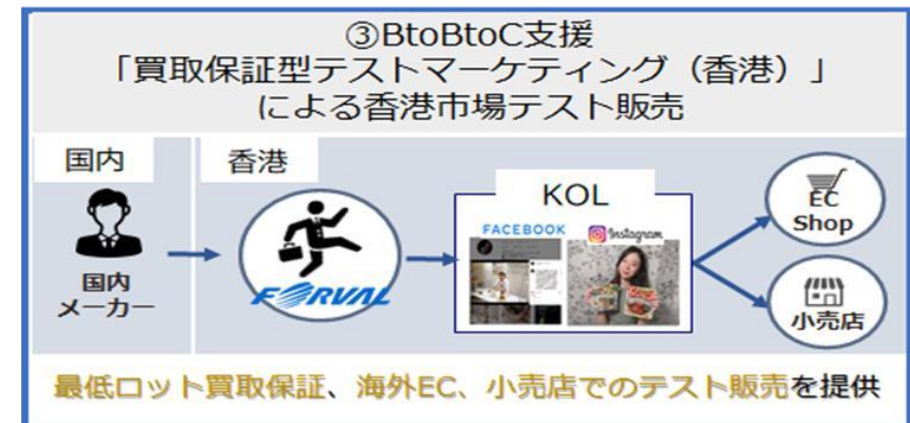 ③BtoBtoC支援
「買取保証型テストマーケティング（香港）」
による香港市場テスト販売
国内
香港
国内
メーカー
FORVAL
KOL
FACEBOOK
Instagram
EC
Shop
小売店
最低ロット買取保証、海外EC、小売店でのテスト販売を提供